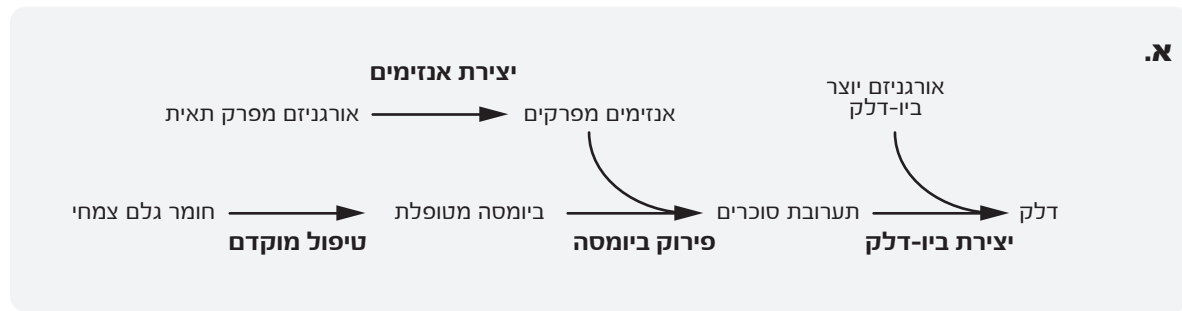 א.
יצירת אנזימים
אורגניזם יוצר
ביו-דלק
אורגניזם מפרק תאית
אנזימים מפרקים
חומר גלם צמחי
ביומסה מטופלת
תערובת סוכרים
דלק
טיפול מוקדם
פירוק ביומסה
יצירת ביו-דלק